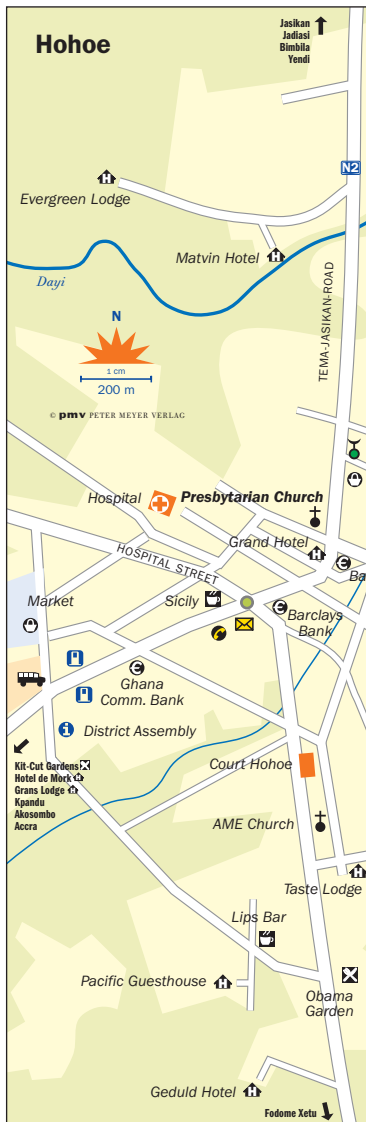 Hohoe
Jasikan
Jadiasi
Bimbila
Yendi
N2
Evergreen Lodge
Matvin Hotel
Dayi
TEMA-JASIKAN-ROAD
N
1 cm
200 m
© pmv PETER MEYER VERLAG
Hospital
Presbytarian Church
Grand Hotel
HOSPITAL STREET
Ba
Market
Sicily
Barclays
Bank
Ghana
Comm. Bank
District Assembly
Kit-Cut Gardens
Hotel de Mork
Grans Lodge
Kpandu
Akosombo
Accra
Court Hohoe
AME Church
Taste Lodge
Lips Bar
Pacific Guesthouse
Obama
Garden
Geduld Hotel
Fodome Xetu